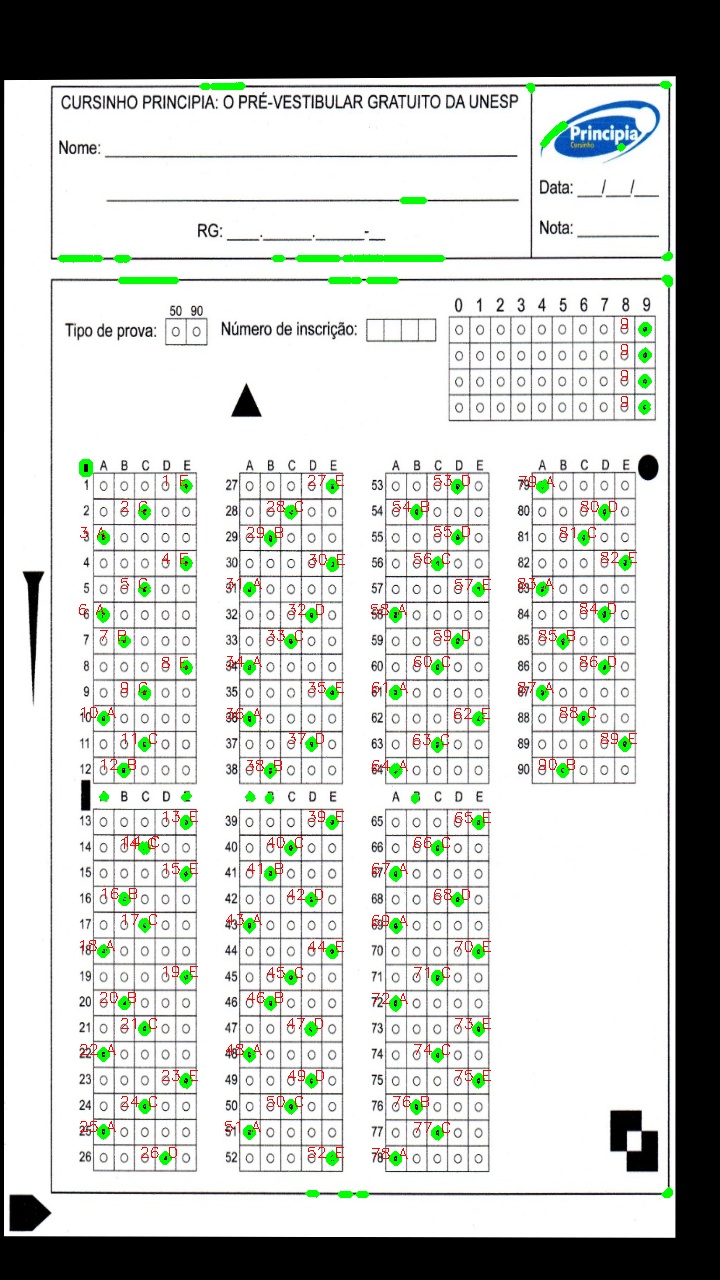 CURSINHO PRINCIPIA: O PRÉ-VESTIBULAR GRATUITO DA UNESP
Principia
Cursinho
Nome:
Data: ___/___/___
RG: ____.______.______-__
Nota:
50 90
0 1 2 3 4 5 6 7 8 9
Tipo de prova:
Número de inscrição:
9
9
9
9
A B C D E A B C D E A B C D E A B C D E
1 1 E 27 27 E 53 53 D 79 A
2 2 C 28 28 C 54 54 B 80 80 D
3 A 29 29 B 55 55 D 81 81 C
4 4 E 30 30 E 56 56 C 82 82 E
5 5 C 31 A 57 57 E 83 A
6 A 32 32 D 58 A 84 84 D
7 7 B 33 33 C 59 59 D 85 85 B
8 8 E 34 A 60 60 C 86 86 D
9 9 C 35 35 E 61 A 87 A
10 A 36 A 62 62 E 88 88 C
11 11 C 37 37 D 63 63 C 89 89 E
12 12 B 38 38 B 64 A 90 90 B
B C D C D E A C D E
13 13 E 39 39 E 65 65 E
14 14 C 40 40 C 66 66 C
15 15 E 41 41 B 67 A
16 16 B 42 42 D 68 68 D
17 17 C 43 A 69 A
18 A 44 44 E 70 70 E
19 19 E 45 45 C 71 71 C
20 20 B 46 46 B 72 A
21 21 C 47 47 D 73 73 E
22 A 48 A 74 74 C
23 23 E 49 49 D 75 75 E
24 24 C 50 50 C 76 76 B
25 A 51 A 77 77 C
26 26 D 52 52 E 78 A